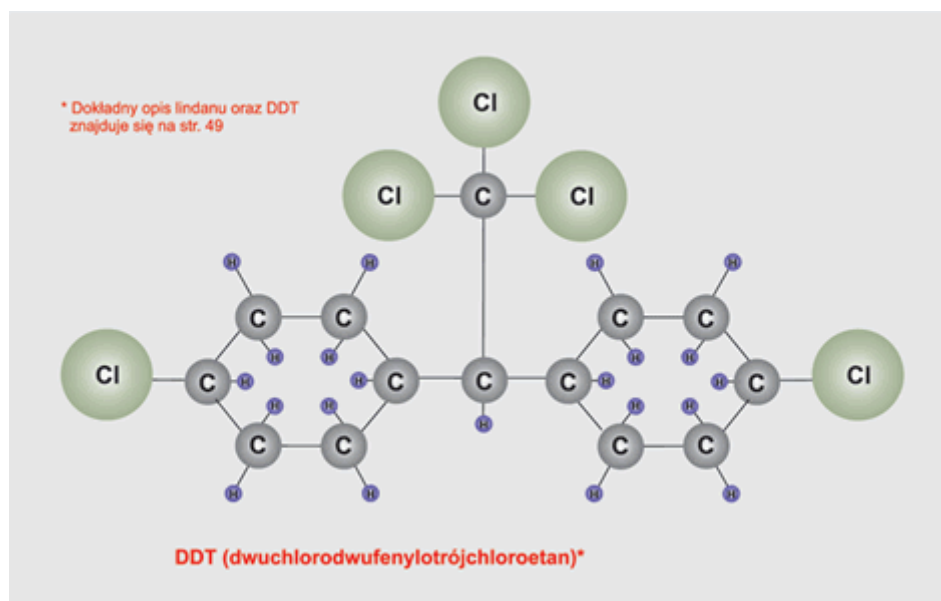 * Dokładny opis lindanu oraz DDT
znajduje się na str. 49
Cl
Cl C Cl
H H H H
C C C C
H H H H
Cl C H H C C C H H C Cl
H H H H H
C C C C
H H H H
DDT (dwuchlorodwufenylotrójchloroetan)*